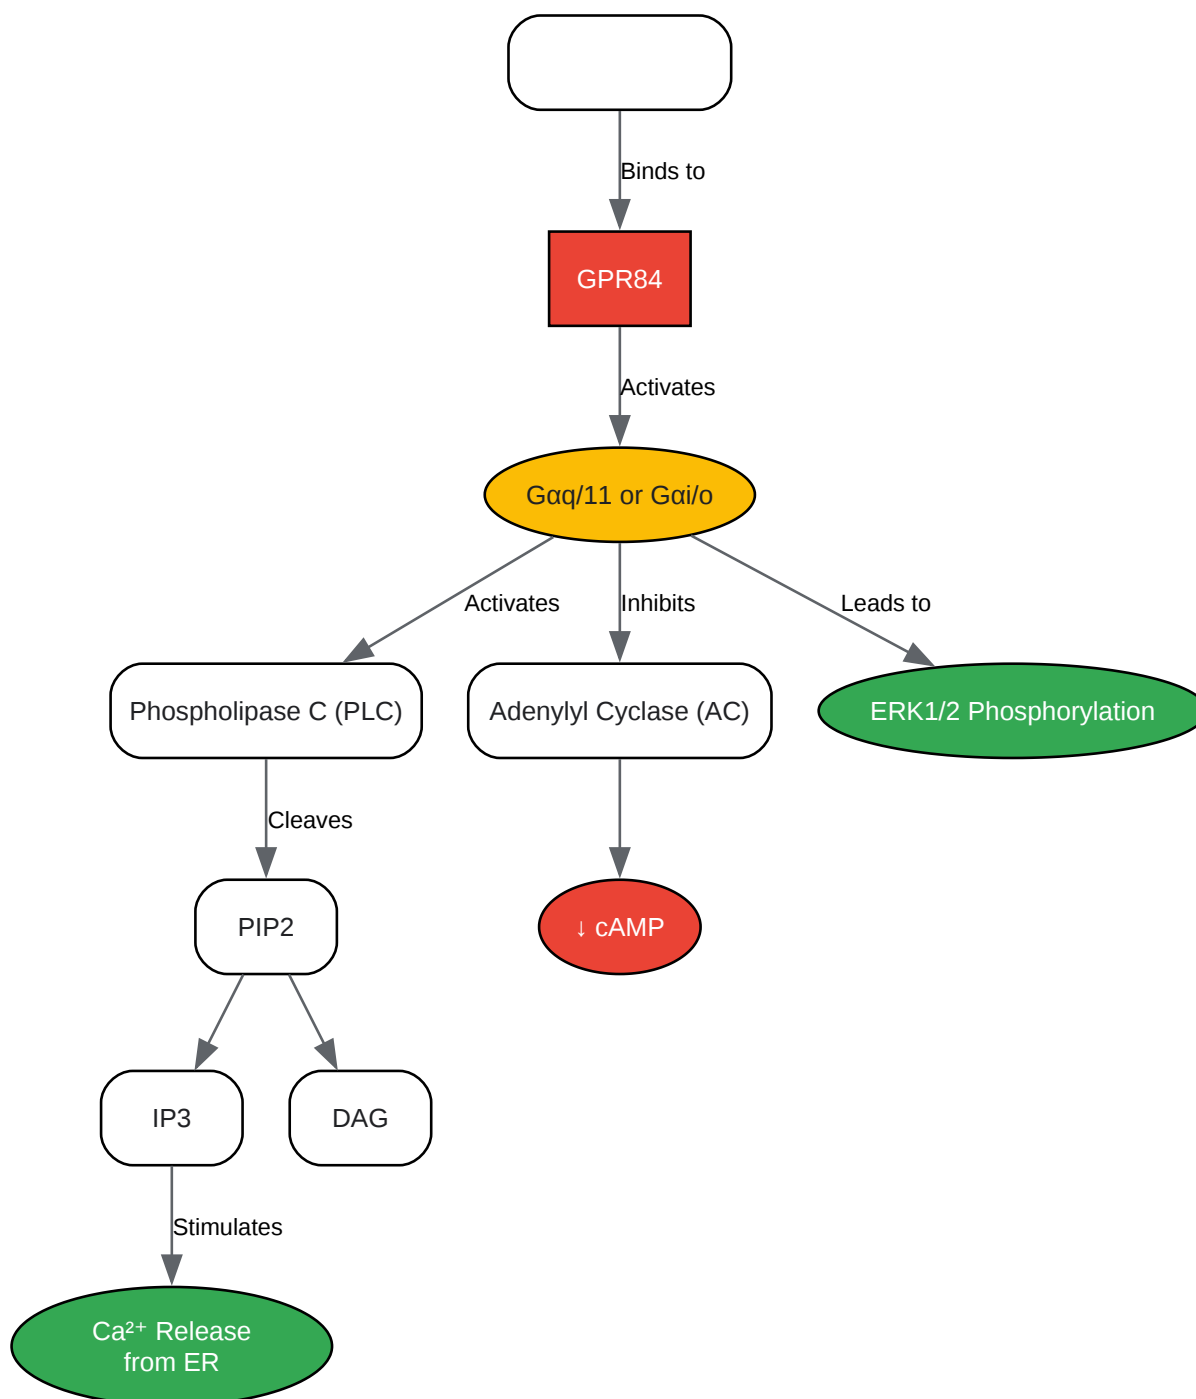 Binds to
GPR84
Activates
Gαq/11 or Gαi/o
Activates
Inhibits
Leads to
Phospholipase C (PLC)
Adenylyl Cyclase (AC)
ERK1/2 Phosphorylation
Cleaves
PIP2
↓ cAMP
IP3
DAG
Stimulates
Ca²⁺ Release
from ER